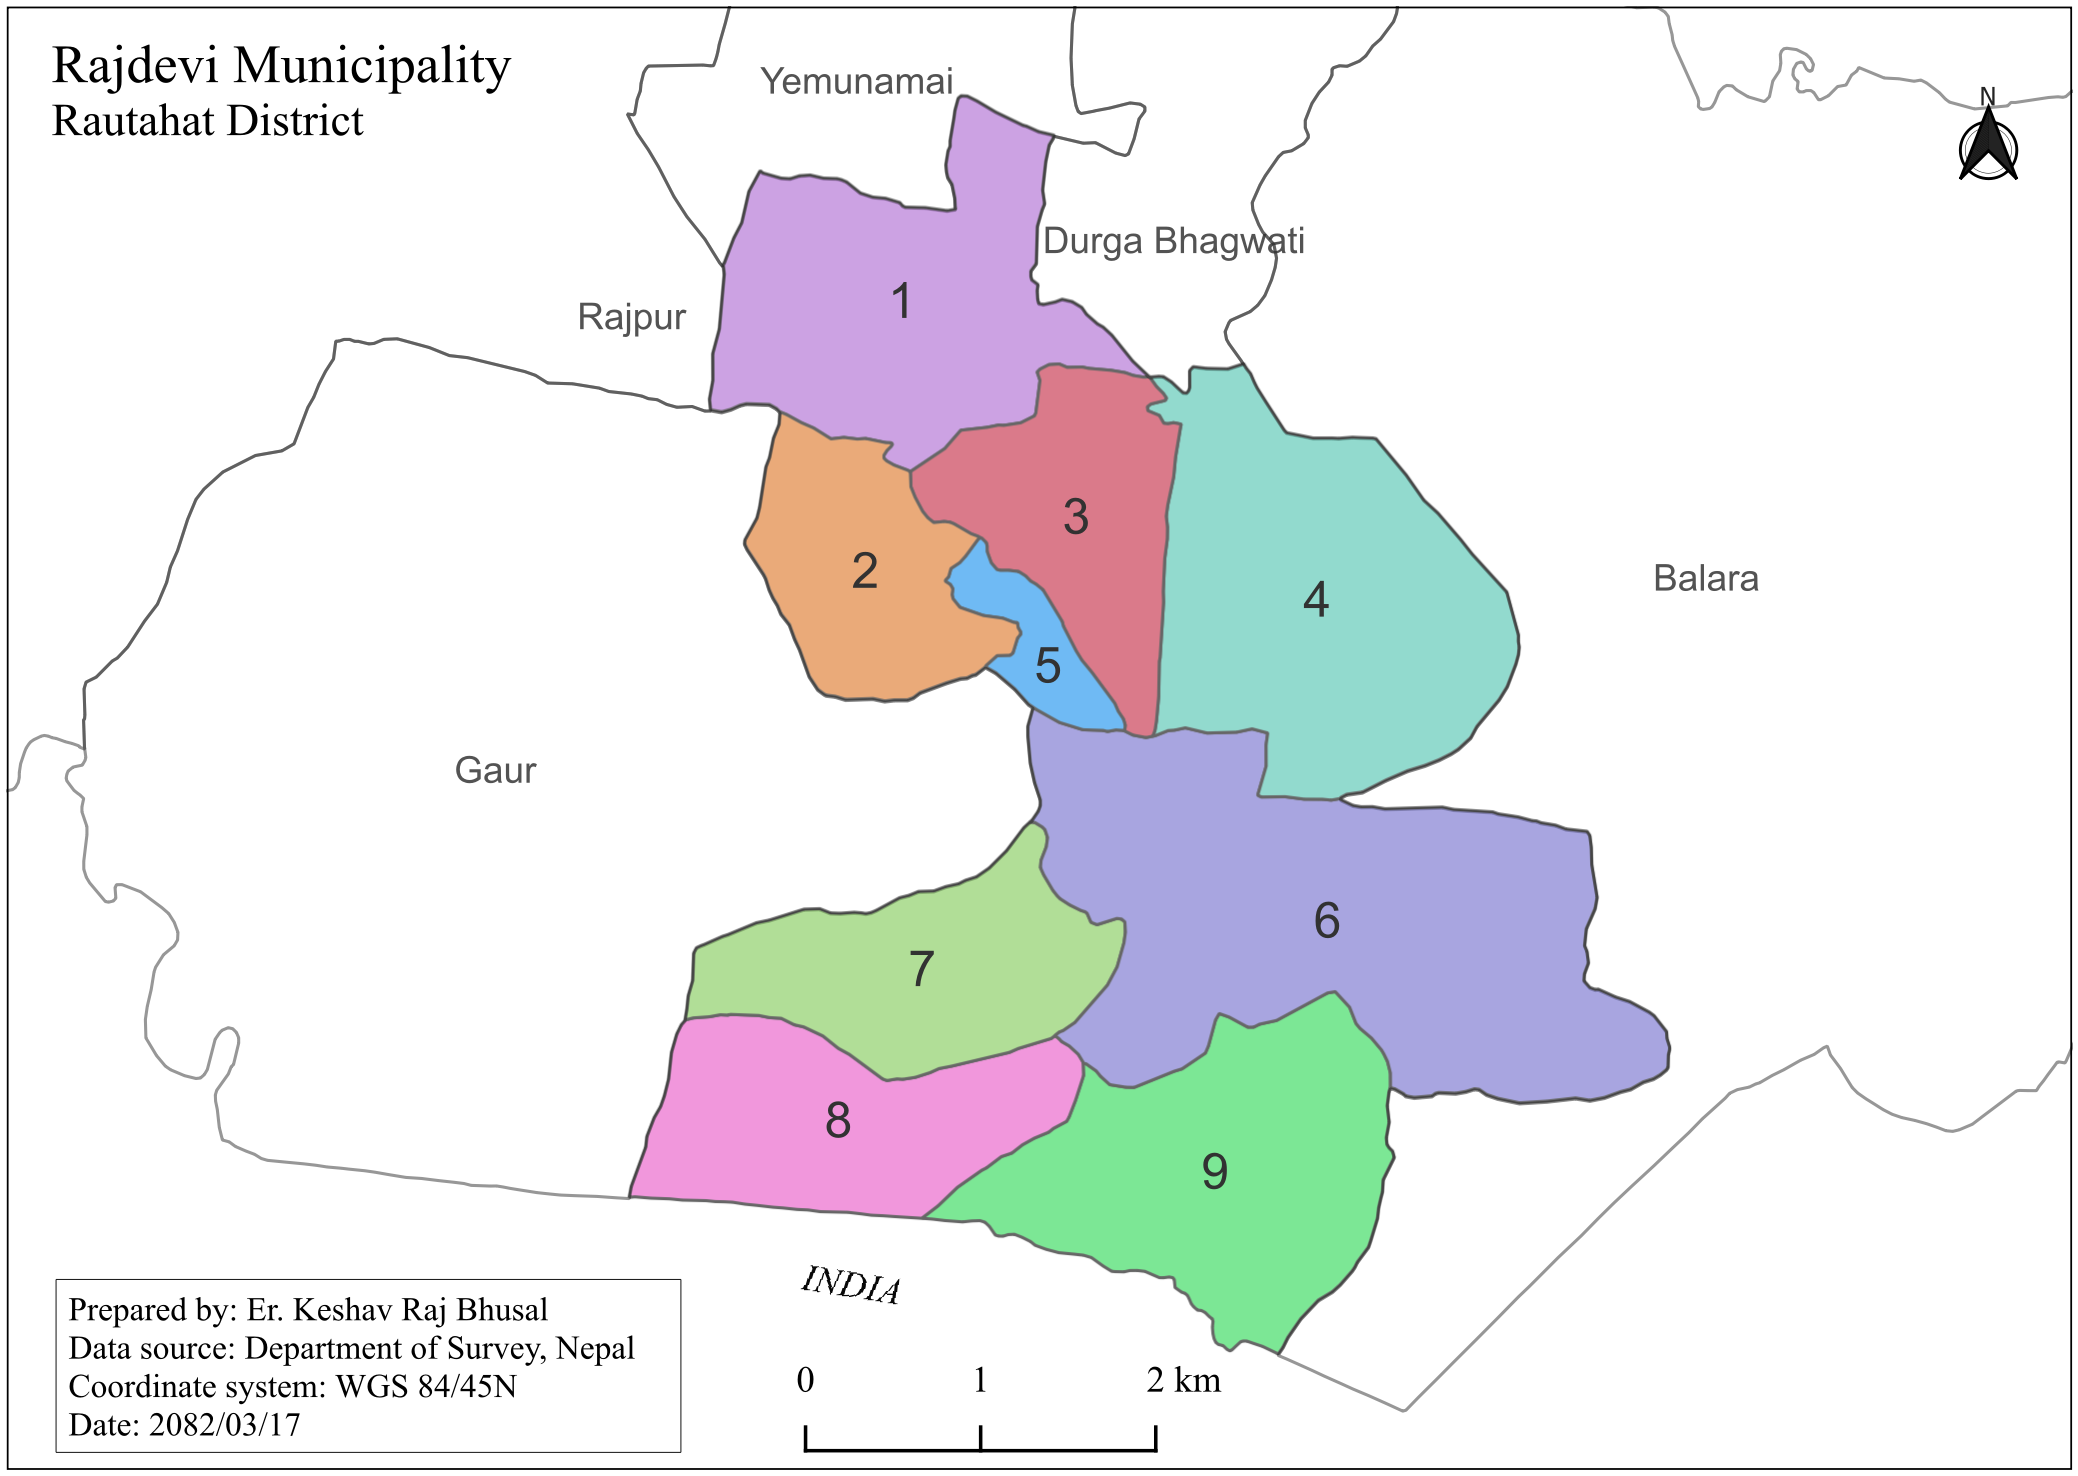 Rajdevi Municipality
Rautahat District
Yemunamai
N
Durga Bhagwati
Rajpur
1
3
2
4
Balara
5
Gaur
6
7
8
9
INDIA
Prepared by: Er. Keshav Raj Bhusal
Data source: Department of Survey, Nepal
Coordinate system: WGS 84/45N
Date: 2082/03/17
0 1 2 km